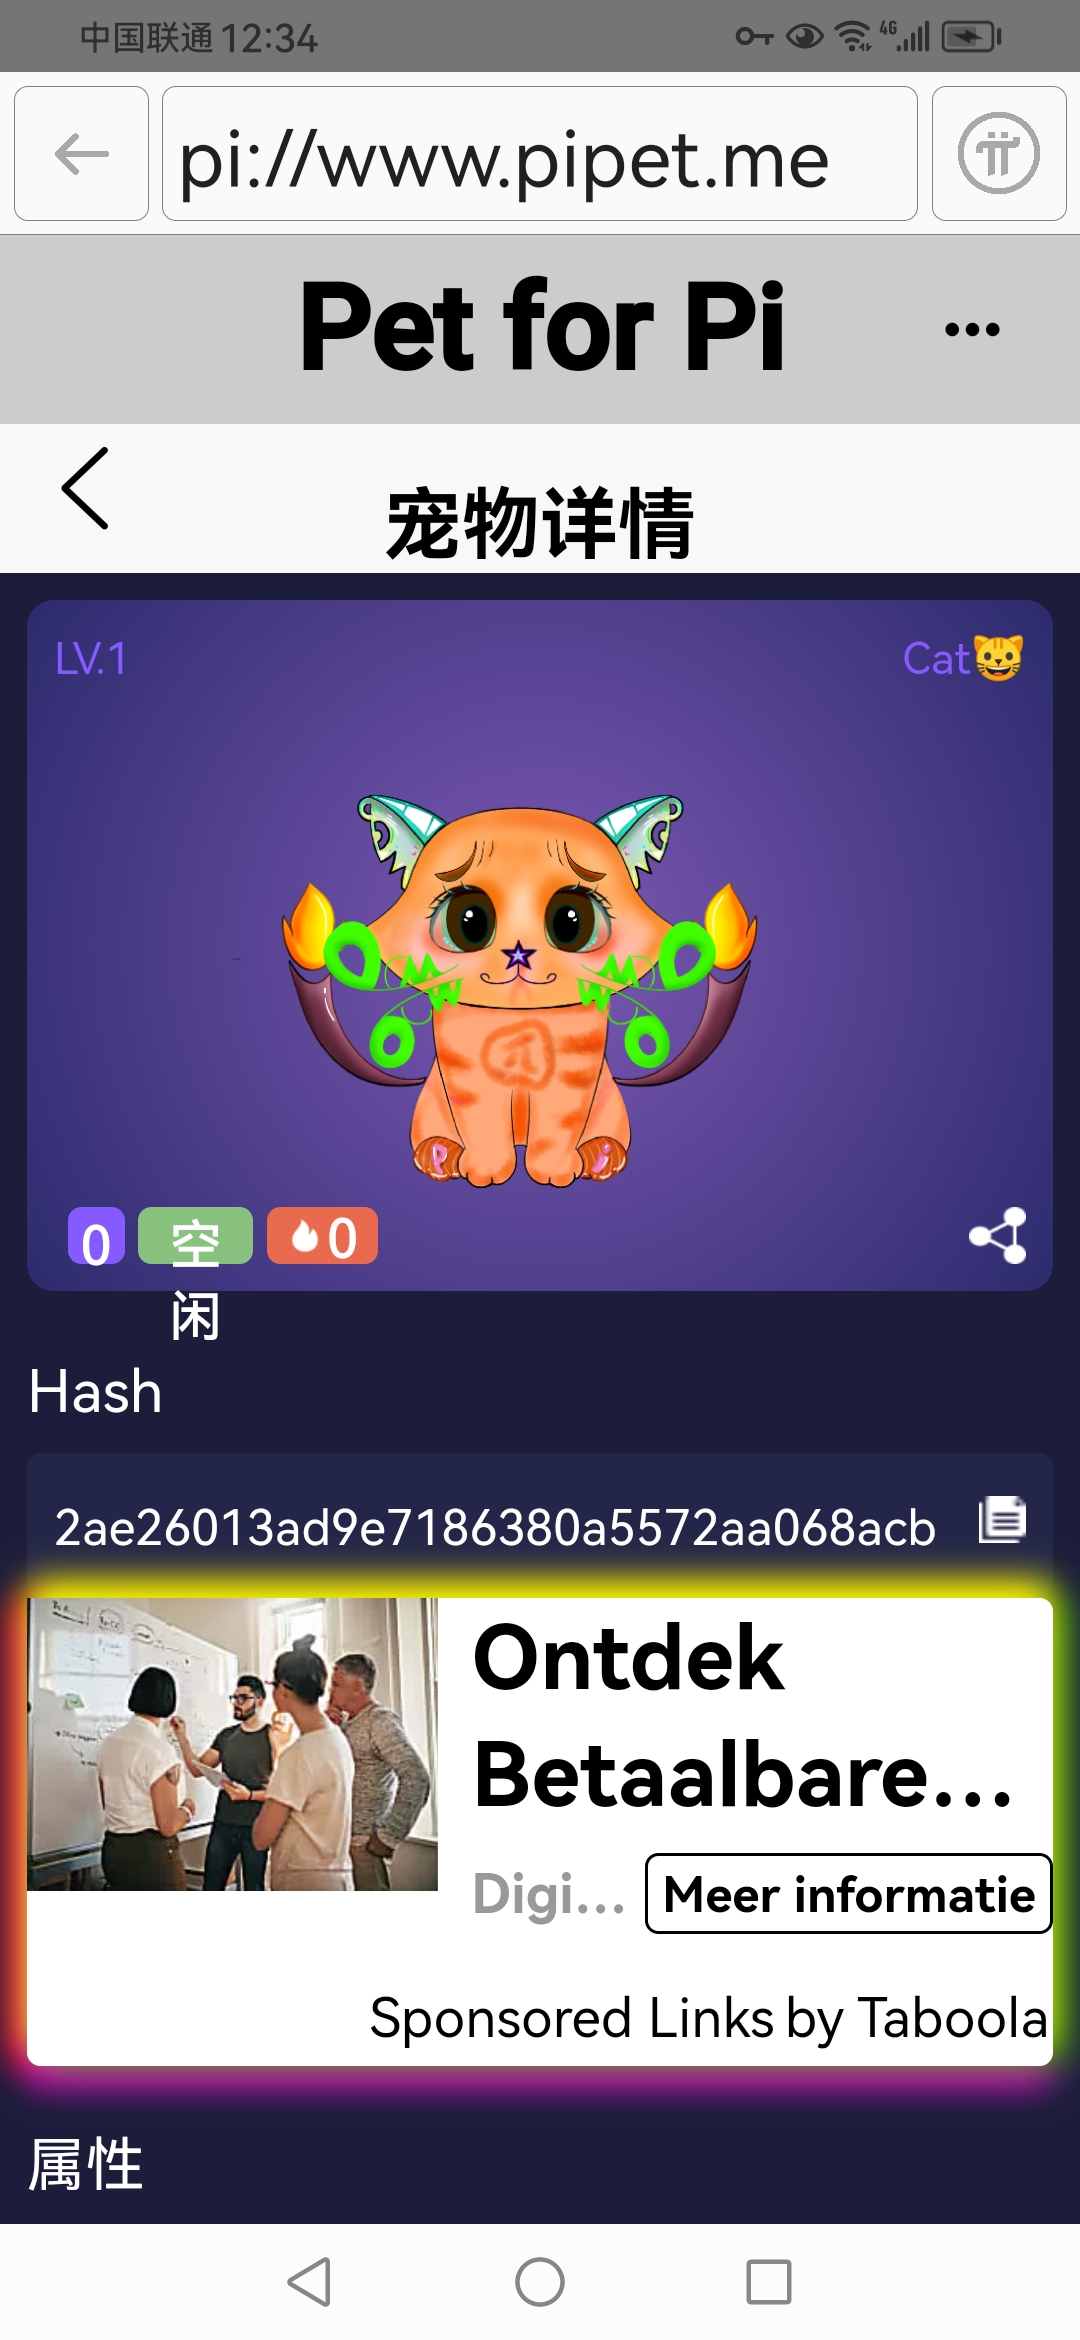 中国联通 12:34
4G
pi://www.pipet.me
Pet for Pi
宠物详情
LV.1
Cat
P i
0
空闲
0
Hash
2ae26013ad9e7186380a5572aa068acb
Ontdek
Betaalbare...
Digi...
Meer informatie
Sponsored Links by Taboola
属性